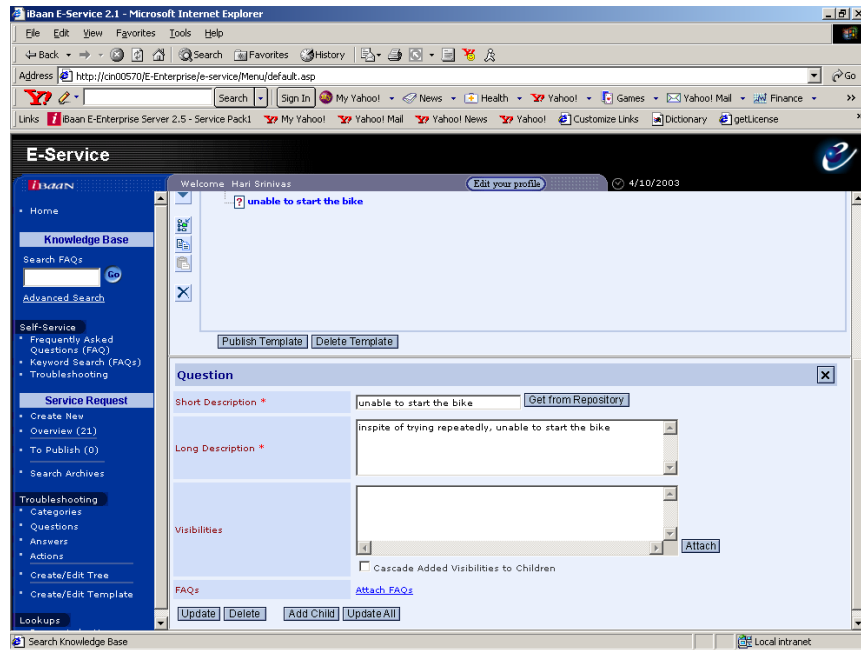 iBaan E-Service 2.1 - Microsoft Internet Explorer
File Edit View Favorites Tools Help
Back Search Favorites History
Address http://cin00570/E-Enterprise/e-service/Menu/default.asp Go
Y! Search Sign In My Yahoo! News Health Yahoo! Games Yahoo! Mail Finance »
Links iBaan E-Enterprise Server 2.5 - Service Pack1 My Yahoo! Yahoo! Mail Yahoo! News Yahoo! Customize Links Dictionary getLicense
E-Service
iBaan Welcome Hari Srinivas Edit your profile 4/10/2003
Home
Knowledge Base
Search FAQs
Go
Advanced Search
Self-Service
Frequently Asked
Questions (FAQ)
Keyword Search (FAQs)
Troubleshooting
Service Request
Create New
Overview (21)
To Publish (0)
Search Archives
Troubleshooting
Categories
Questions
Answers
Actions
Create/Edit Tree
Create/Edit Template
Lookups
? unable to start the bike
Publish Template Delete Template
Question
Short Description * unable to start the bike Get from Repository
Long Description * inspite of trying repeatedly, unable to start the bike
Visibilities Attach
Cascade Added Visibilities to Children
FAQs Attach FAQs
Update Delete Add Child Update All
Search Knowledge Base Local intranet